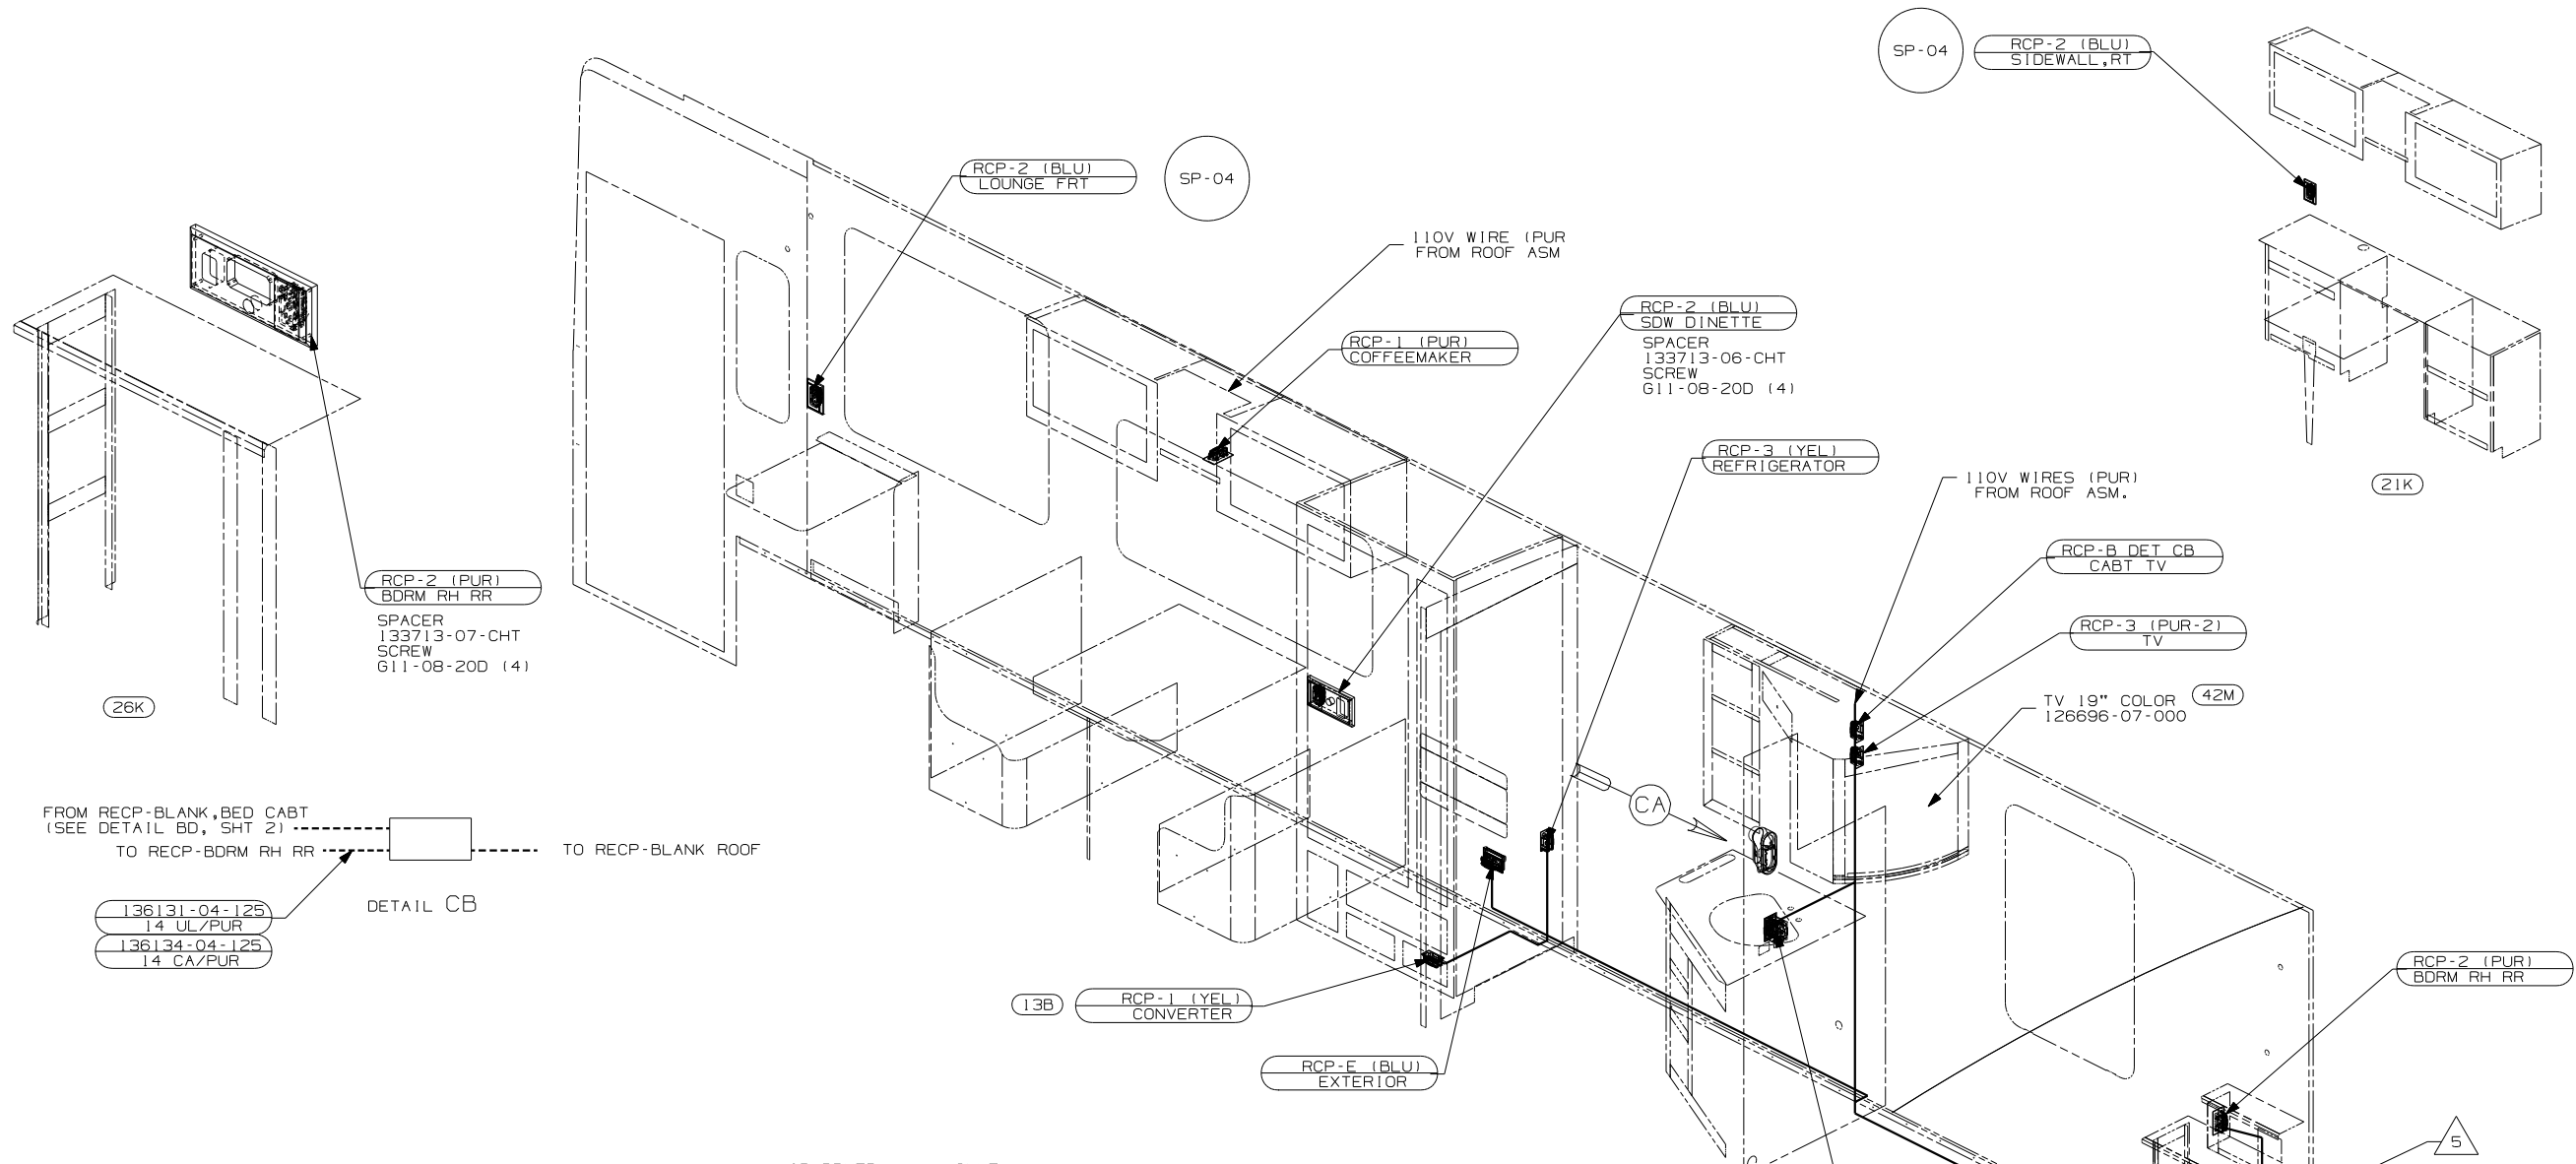 SP-04
RCP-2 (BLU)
SIDEWALL,RT
RCP-2 (BLU)
LOUNGE FRT
SP-04
110V WIRE (PUR
FROM ROOF ASM
RCP-2 (BLU)
SDW DINETTE
SPACER
133713-06-CHT
SCREW
G11-08-20D (4)
RCP-1 (PUR)
COFFEEMAKER
RCP-3 (YEL)
REFRIGERATOR
110V WIRES (PUR)
FROM ROOF ASM.
21K
RCP-B DET CB
CABT TV
RCP-2 (PUR)
BDRM RH RR
SPACER
133713-07-CHT
SCREW
G11-08-20D (4)
RCP-3 (PUR-2)
TV
26K
TV 19" COLOR
126696-07-000
42M
FROM RECP-BLANK,BED CABT
(SEE DETAIL BD, SHT 2)
TO RECP-BDRM RH RR
TO RECP-BLANK ROOF
CA
136131-04-125
14 UL/PUR
136134-04-125
14 CA/PUR
DETAIL CB
13B
RCP-1 (YEL)
CONVERTER
RCP-2 (PUR)
BDRM RH RR
RCP-E (BLU)
EXTERIOR
5